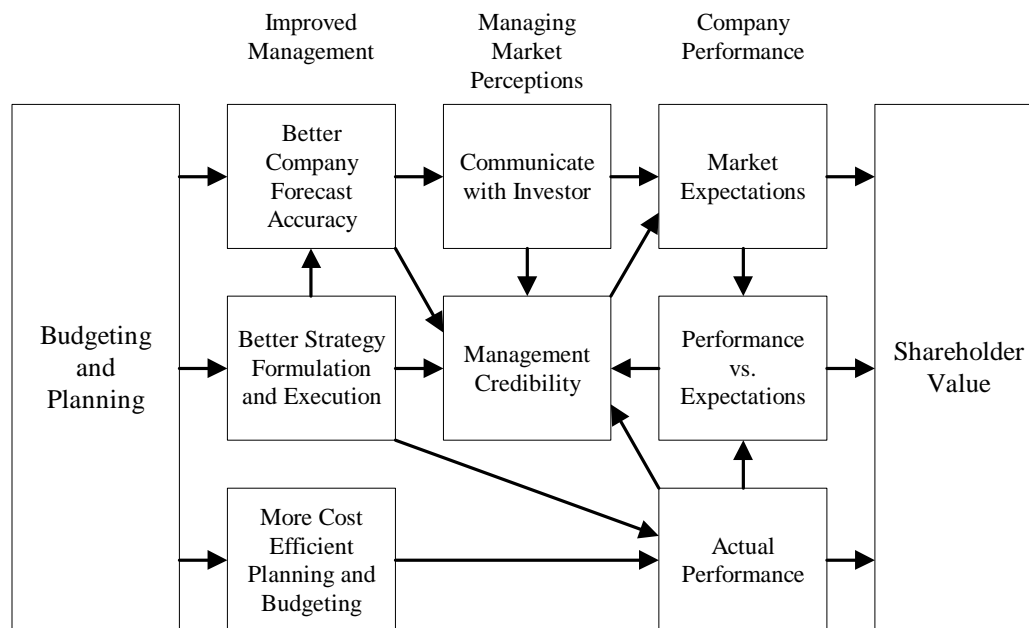 Improved
Management
Managing
Market
Perceptions
Company
Performance
Budgeting
and
Planning
Better
Company
Forecast
Accuracy
Communicate
with Investor
Market
Expectations
Better Strategy
Formulation
and Execution
Management
Credibility
Performance
vs.
Expectations
Shareholder
Value
More Cost
Efficient
Planning and
Budgeting
Actual
Performance